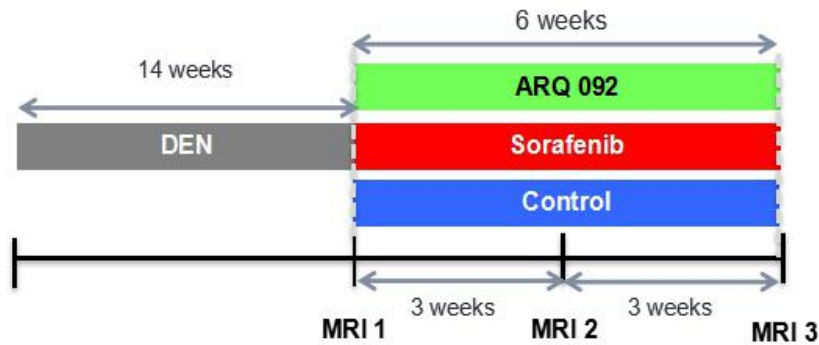 6 weeks
14 weeks
ARQ 092
DEN
Sorafenib
Control
3 weeks
3 weeks
MRI 1
MRI 2
MRI 3